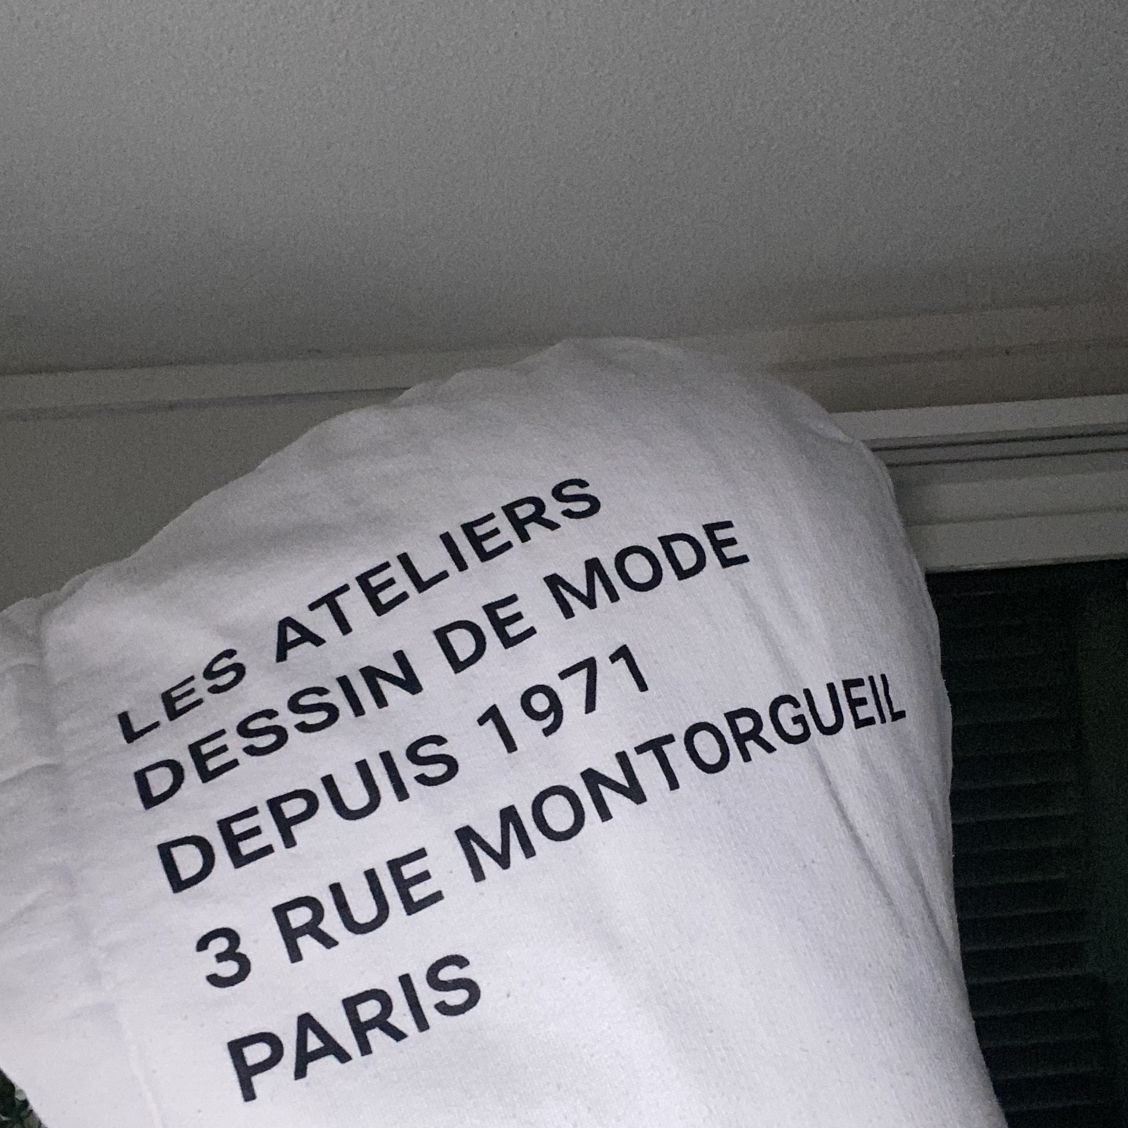 LES ATELIERS
DESSIN DE MODE
DEPUIS 1971
3 RUE MONTORGUEIL
PARIS